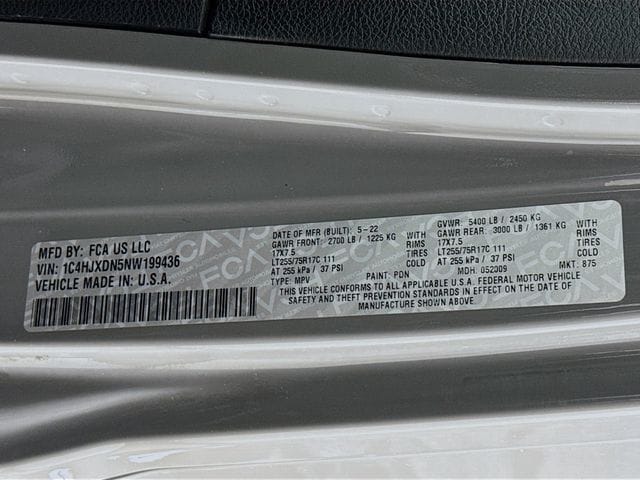 MFD BY: FCA US LLC
VIN: 1C4HJXDN5NW199436
VEHICLE MADE IN: U.S.A.
DATE OF MFR (BUILT): 5-22 GVWR: 5400 LB / 2450 KG
GAWR FRONT: 2700 LB / 1225 KG WITH GAWR REAR: 3000 LB / 1361 KG WITH
17X7.5 RIMS 17X7.5 RIMS
LT255/75R17C 111 TIRES LT255/75R17C 111 TIRES
AT 255 kPa / 37 PSI COLD AT 255 kPa / 37 PSI COLD
TYPE: MPV PAINT: PDN MDH: 052009 MKT: 875
THIS VEHICLE CONFORMS TO ALL APPLICABLE U.S.A. FEDERAL MOTOR VEHICLE
SAFETY STANDARDS AND THEFT PREVENTION STANDARDS IN EFFECT ON THE DATE OF
MANUFACTURE SHOWN ABOVE.